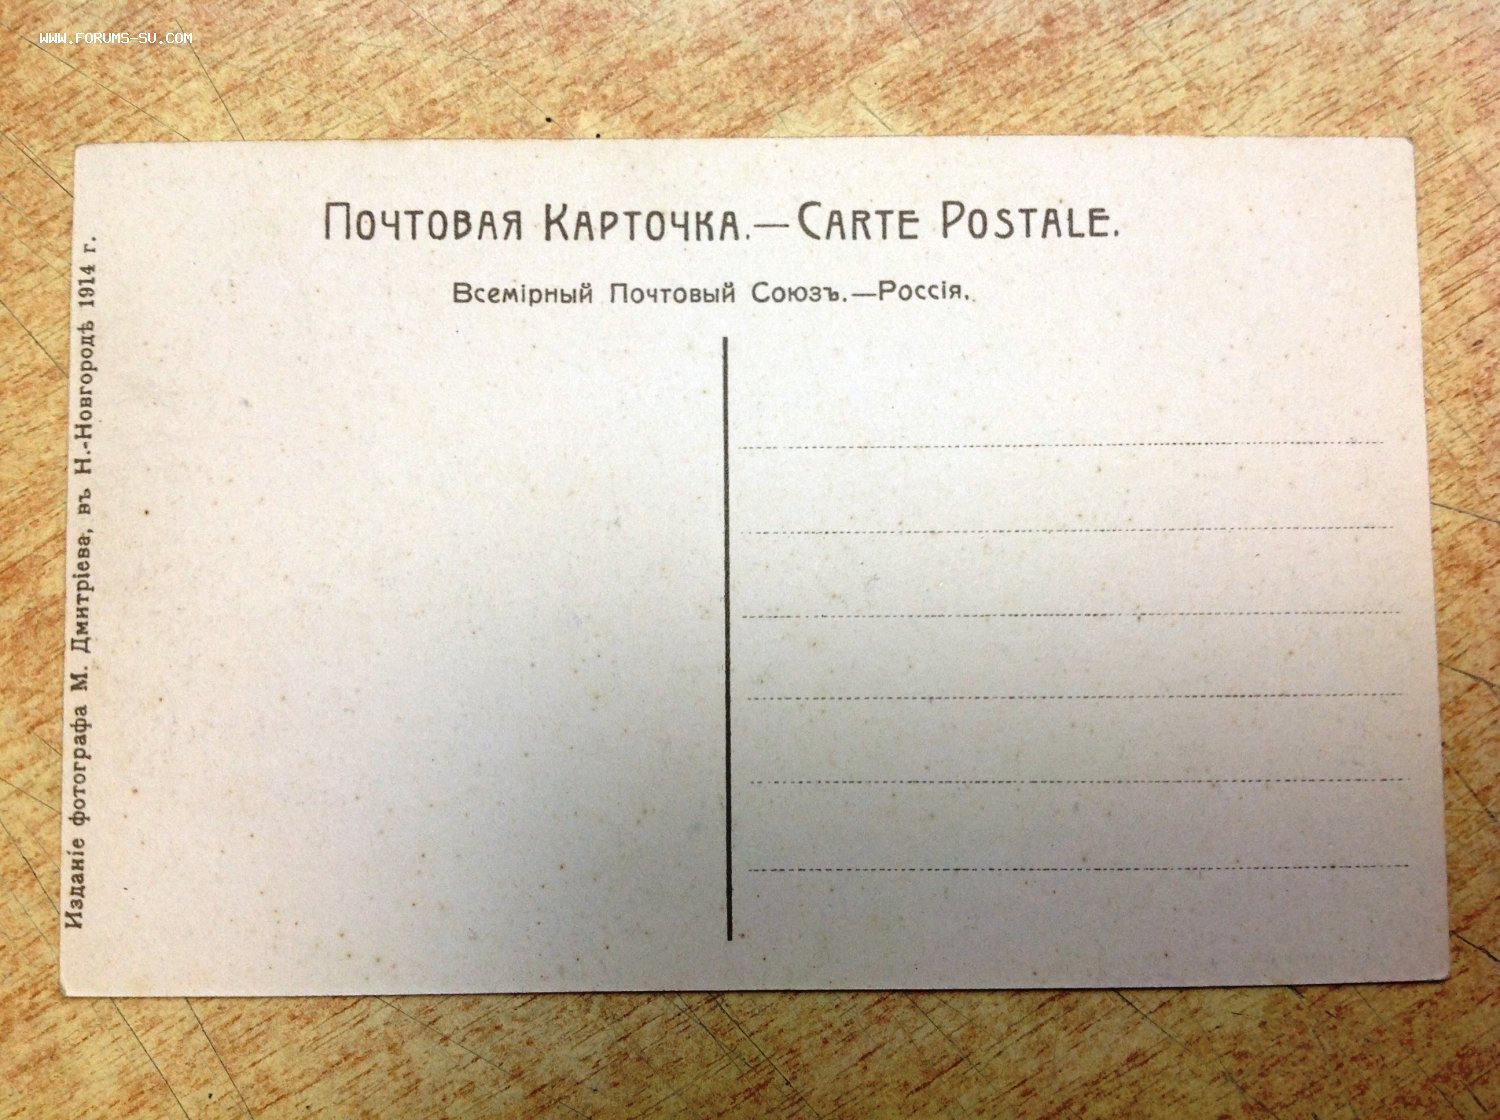 WWW.FORUMS-SU.COM
Почтовая Карточка.—Carte Postale.
Всемірный Почтовый Союзъ.—Россія.
Изданіе фотографа М. Дмитріева, въ Н.-Новгородѣ 1914 г.